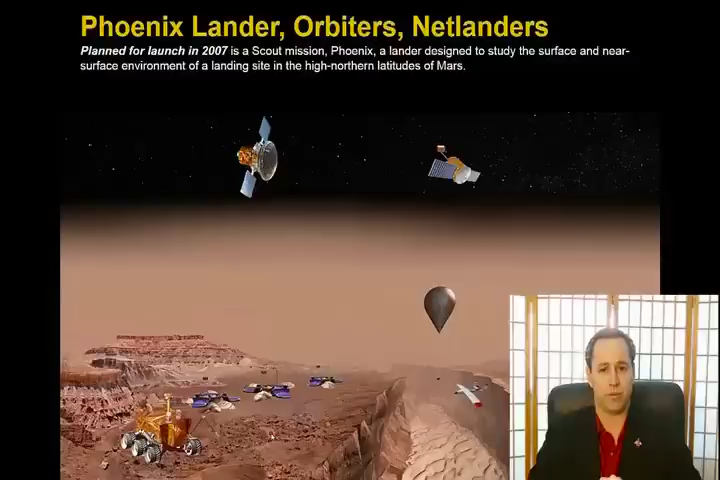 Phoenix Lander, Orbiters, Netlanders
Planned for launch in 2007 is a Scout mission, Phoenix, a lander designed to study the surface and near-
surface environment of a landing site in the high-northern latitudes of Mars.